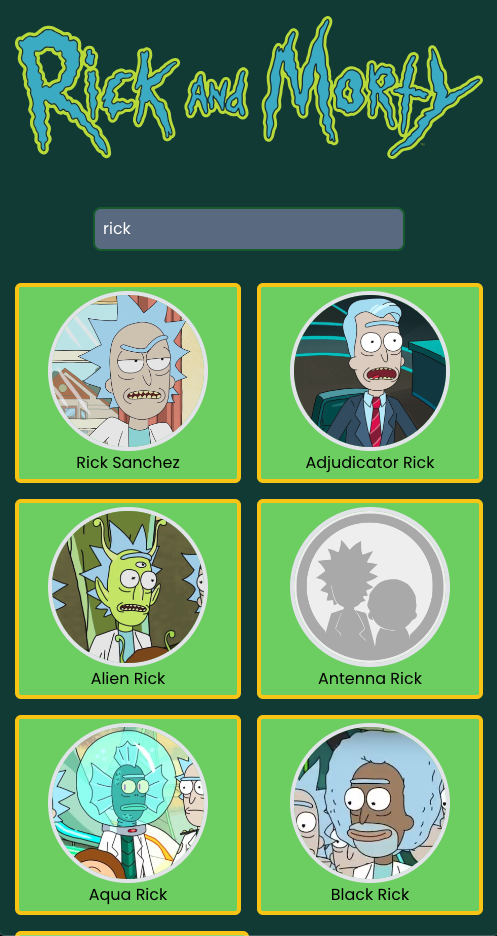 Rick and Morty
rick
Rick Sanchez
Adjudicator Rick
Alien Rick
Antenna Rick
Aqua Rick
Black Rick